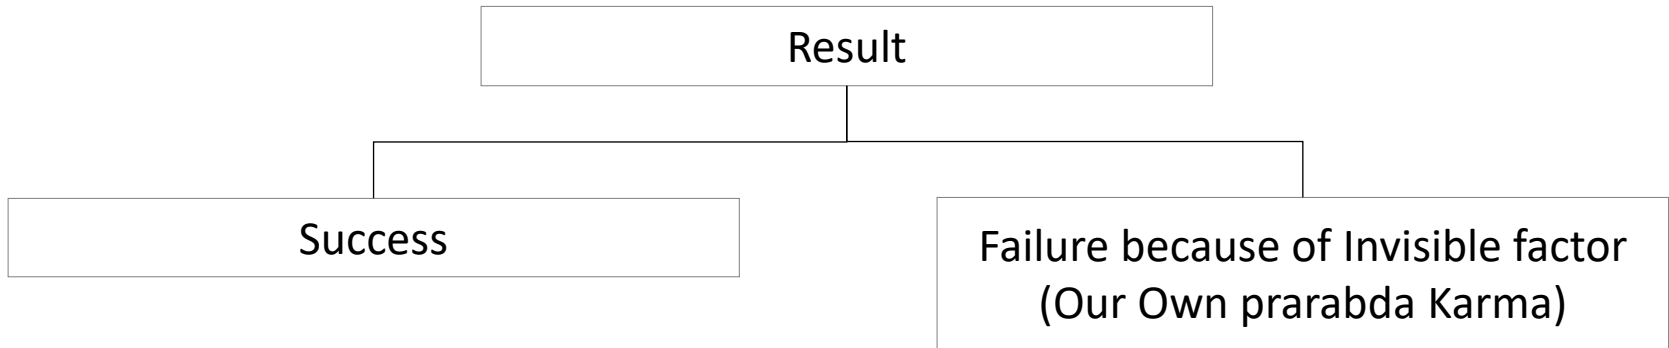 Result
Success
Failure because of Invisible factor
(Our Own prarabda Karma)